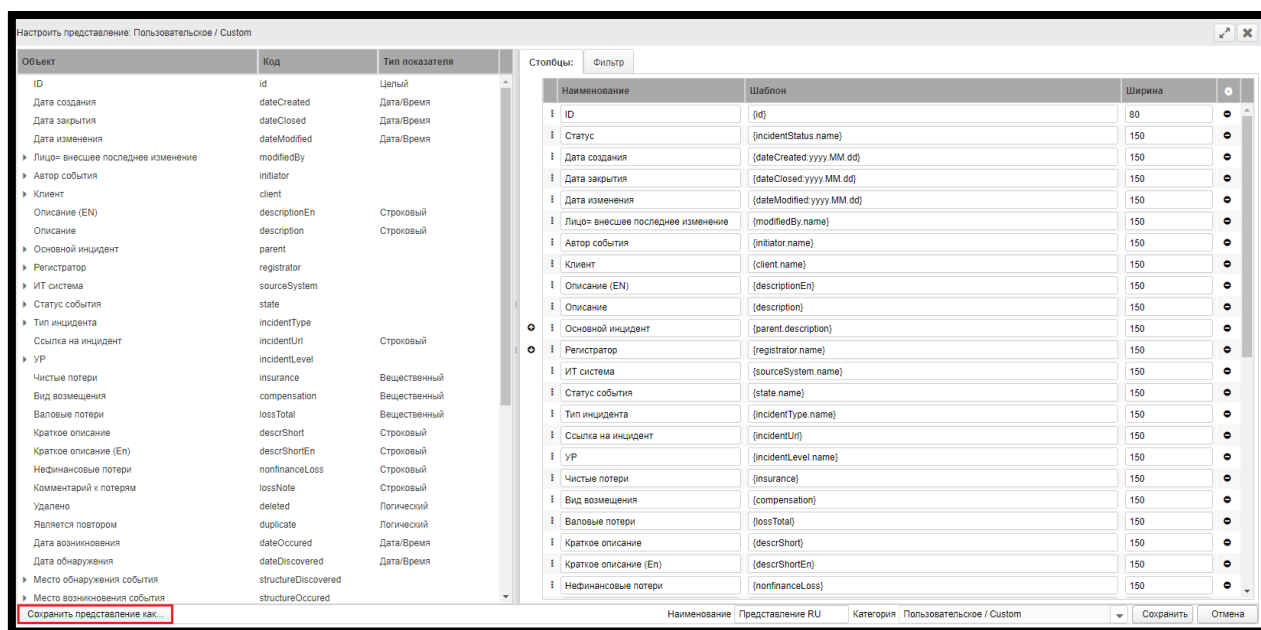 Настроить представление: Пользовательское / Custom
Объект Код Тип показателя
ID id Целый
Дата создания dateCreated Дата/Время
Дата закрытия dateClosed Дата/Время
Дата изменения dateModified Дата/Время
Лицо= внесшее последнее изменение modifiedBy
Автор события initiator
Клиент client
Описание (EN) descriptionEn Строковый
Описание description Строковый
Основной инцидент parent
Регистратор registrator
ИТ система sourceSystem
Статус события state
Тип инцидента incidentType
Ссылка на инцидент incidentUrl Строковый
УР incidentLevel
Чистые потери insurance Вещественный
Вид возмещения compensation Вещественный
Валовые потери lossTotal Вещественный
Краткое описание descrShort Строковый
Краткое описание (En) descrShortEn Строковый
Нефинансовые потери nonfinanceLoss Строковый
Комментарий к потерям lossNote Строковый
Удалено deleted Логический
Является повтором duplicate Логический
Дата возникновения dateOccured Дата/Время
Дата обнаружения dateDiscovered Дата/Время
Место обнаружения события structureDiscovered
Место возникновения события structureOccured
Столбцы: Фильтр
Наименование Шаблон Ширина
ID {id} 80
Статус {incidentStatus.name} 150
Дата создания {dateCreated:yyyy.MM.dd} 150
Дата закрытия {dateClosed:yyyy.MM.dd} 150
Дата изменения {dateModified:yyyy.MM.dd} 150
Лицо= внесшее последнее изменение {modifiedBy.name} 150
Автор события {initiator.name} 150
Клиент {client.name} 150
Описание (EN) {descriptionEn} 150
Описание {description} 150
Основной инцидент {parent.description} 150
Регистратор {registrator.name} 150
ИТ система {sourceSystem.name} 150
Статус события {state.name} 150
Тип инцидента {incidentType.name} 150
Ссылка на инцидент {incidentUrl} 150
УР {incidentLevel.name} 150
Чистые потери {insurance} 150
Вид возмещения {compensation} 150
Валовые потери {lossTotal} 150
Краткое описание {descrShort} 150
Краткое описание (En) {descrShortEn} 150
Нефинансовые потери {nonfinanceLoss} 150
Сохранить представление как... Наименование Представление RU Категория Пользовательское / Custom Сохранить Отмена